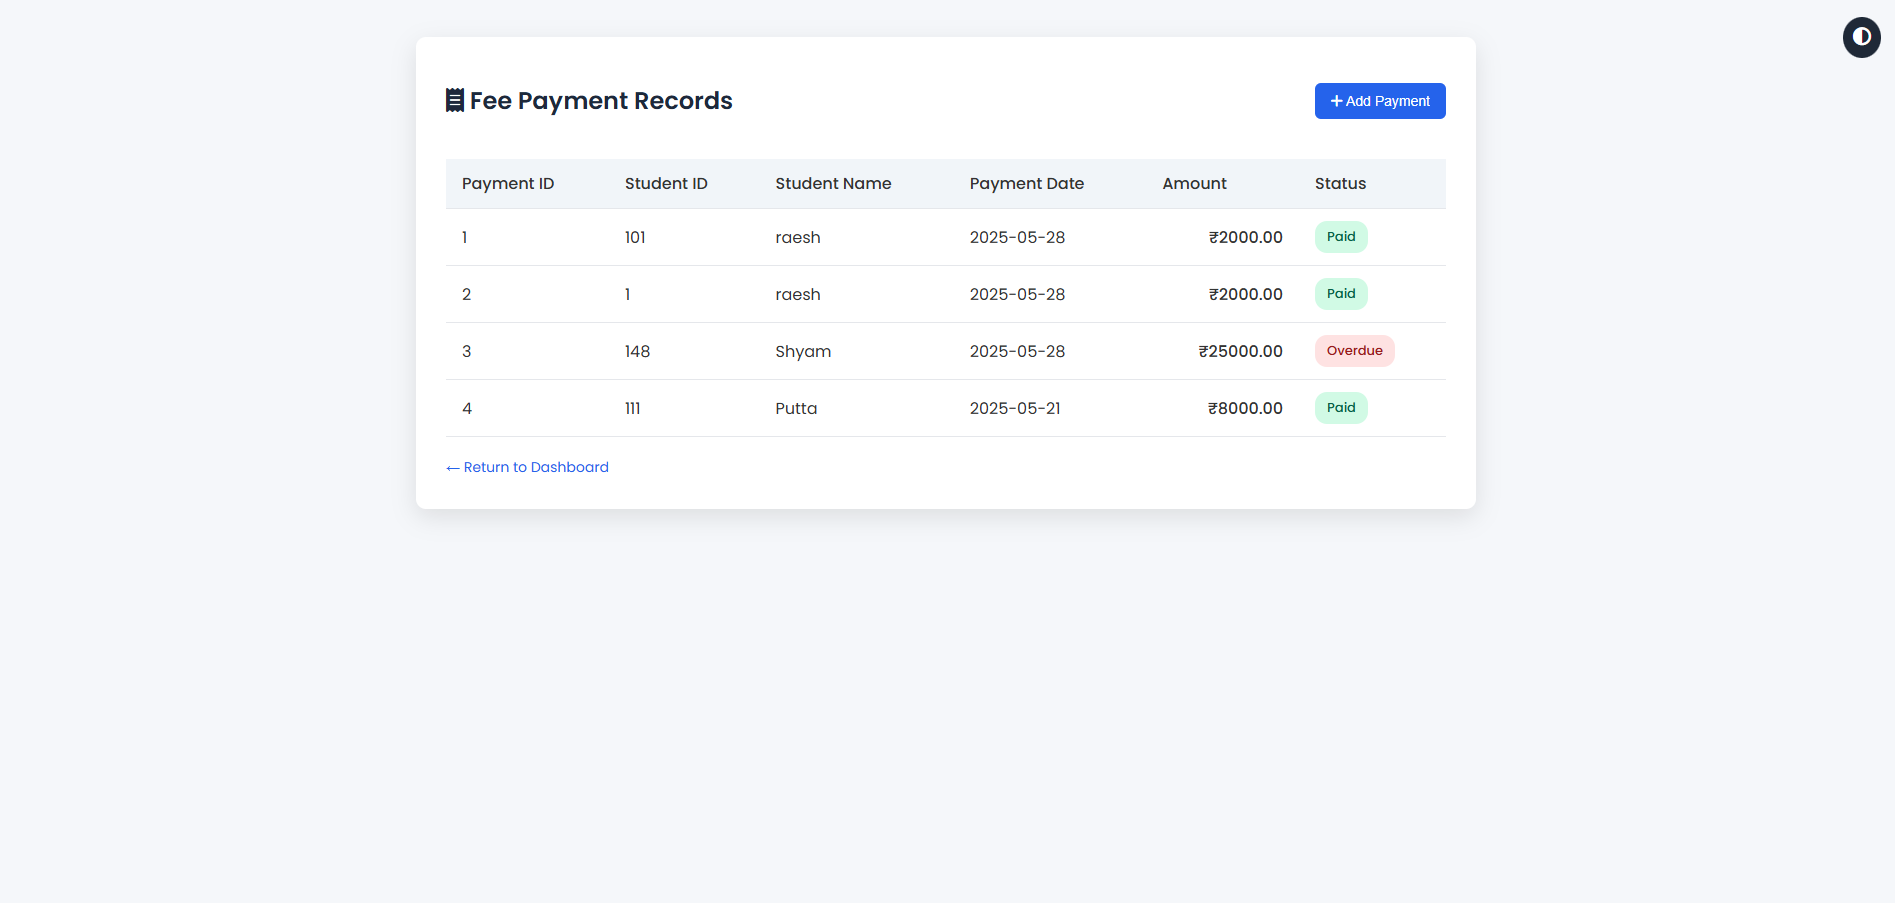 Fee Payment Records
+ Add Payment
Payment ID Student ID Student Name Payment Date Amount Status
1 101 raesh 2025-05-28 ₹2000.00 Paid
2 1 raesh 2025-05-28 ₹2000.00 Paid
3 148 Shyam 2025-05-28 ₹25000.00 Overdue
4 111 Putta 2025-05-21 ₹8000.00 Paid
← Return to Dashboard